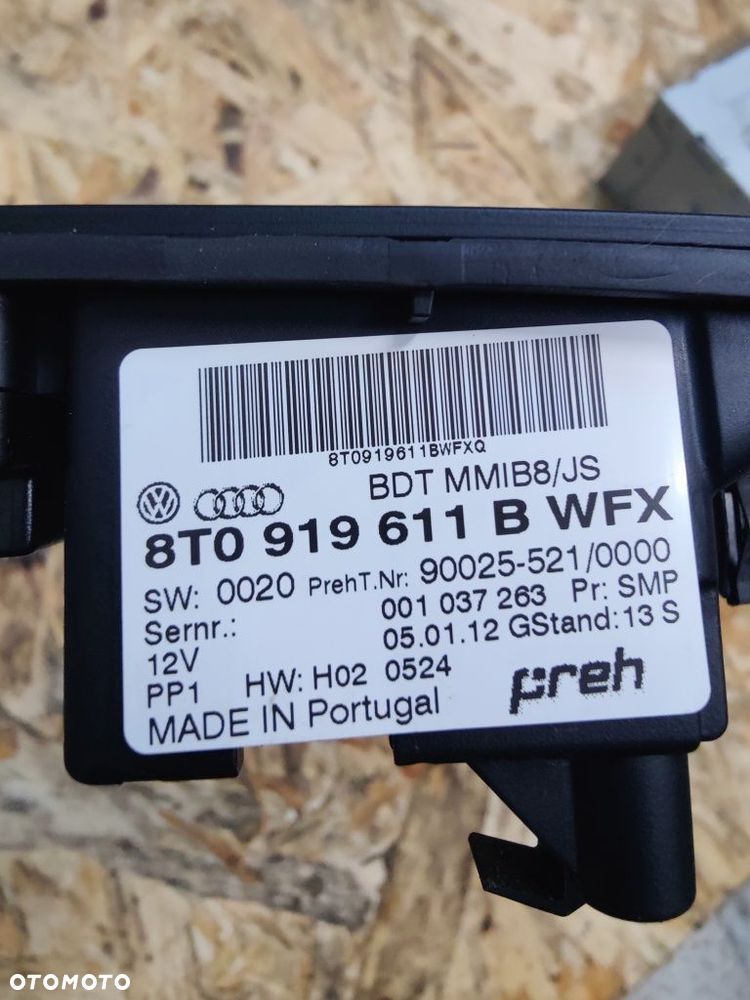 8T0919611BWFXQ
BDT MMIB8/JS
8T0 919 611 B WFX
SW: 0020 PrehT.Nr: 90025-521/0000
Sernr.: 001 037 263 Pr: SMP
12V 05.01.12 GStand: 13 S
PP1 HW: H02 0524
MADE IN Portugal
preh
OTOMOTO